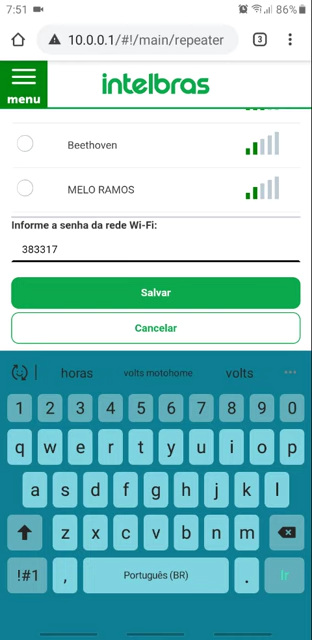 7:51 86%
10.0.0.1/#!/main/repeater 3
menu intelbras
Beethoven
MELO RAMOS
Informe a senha da rede Wi-Fi:
383317
Salvar
Cancelar
horas volts motohome volts ...
1 2 3 4 5 6 7 8 9 0
q w e r t y u i o p
a s d f g h j k l
z x c v b n m
!#1 , Português (BR) . Ir